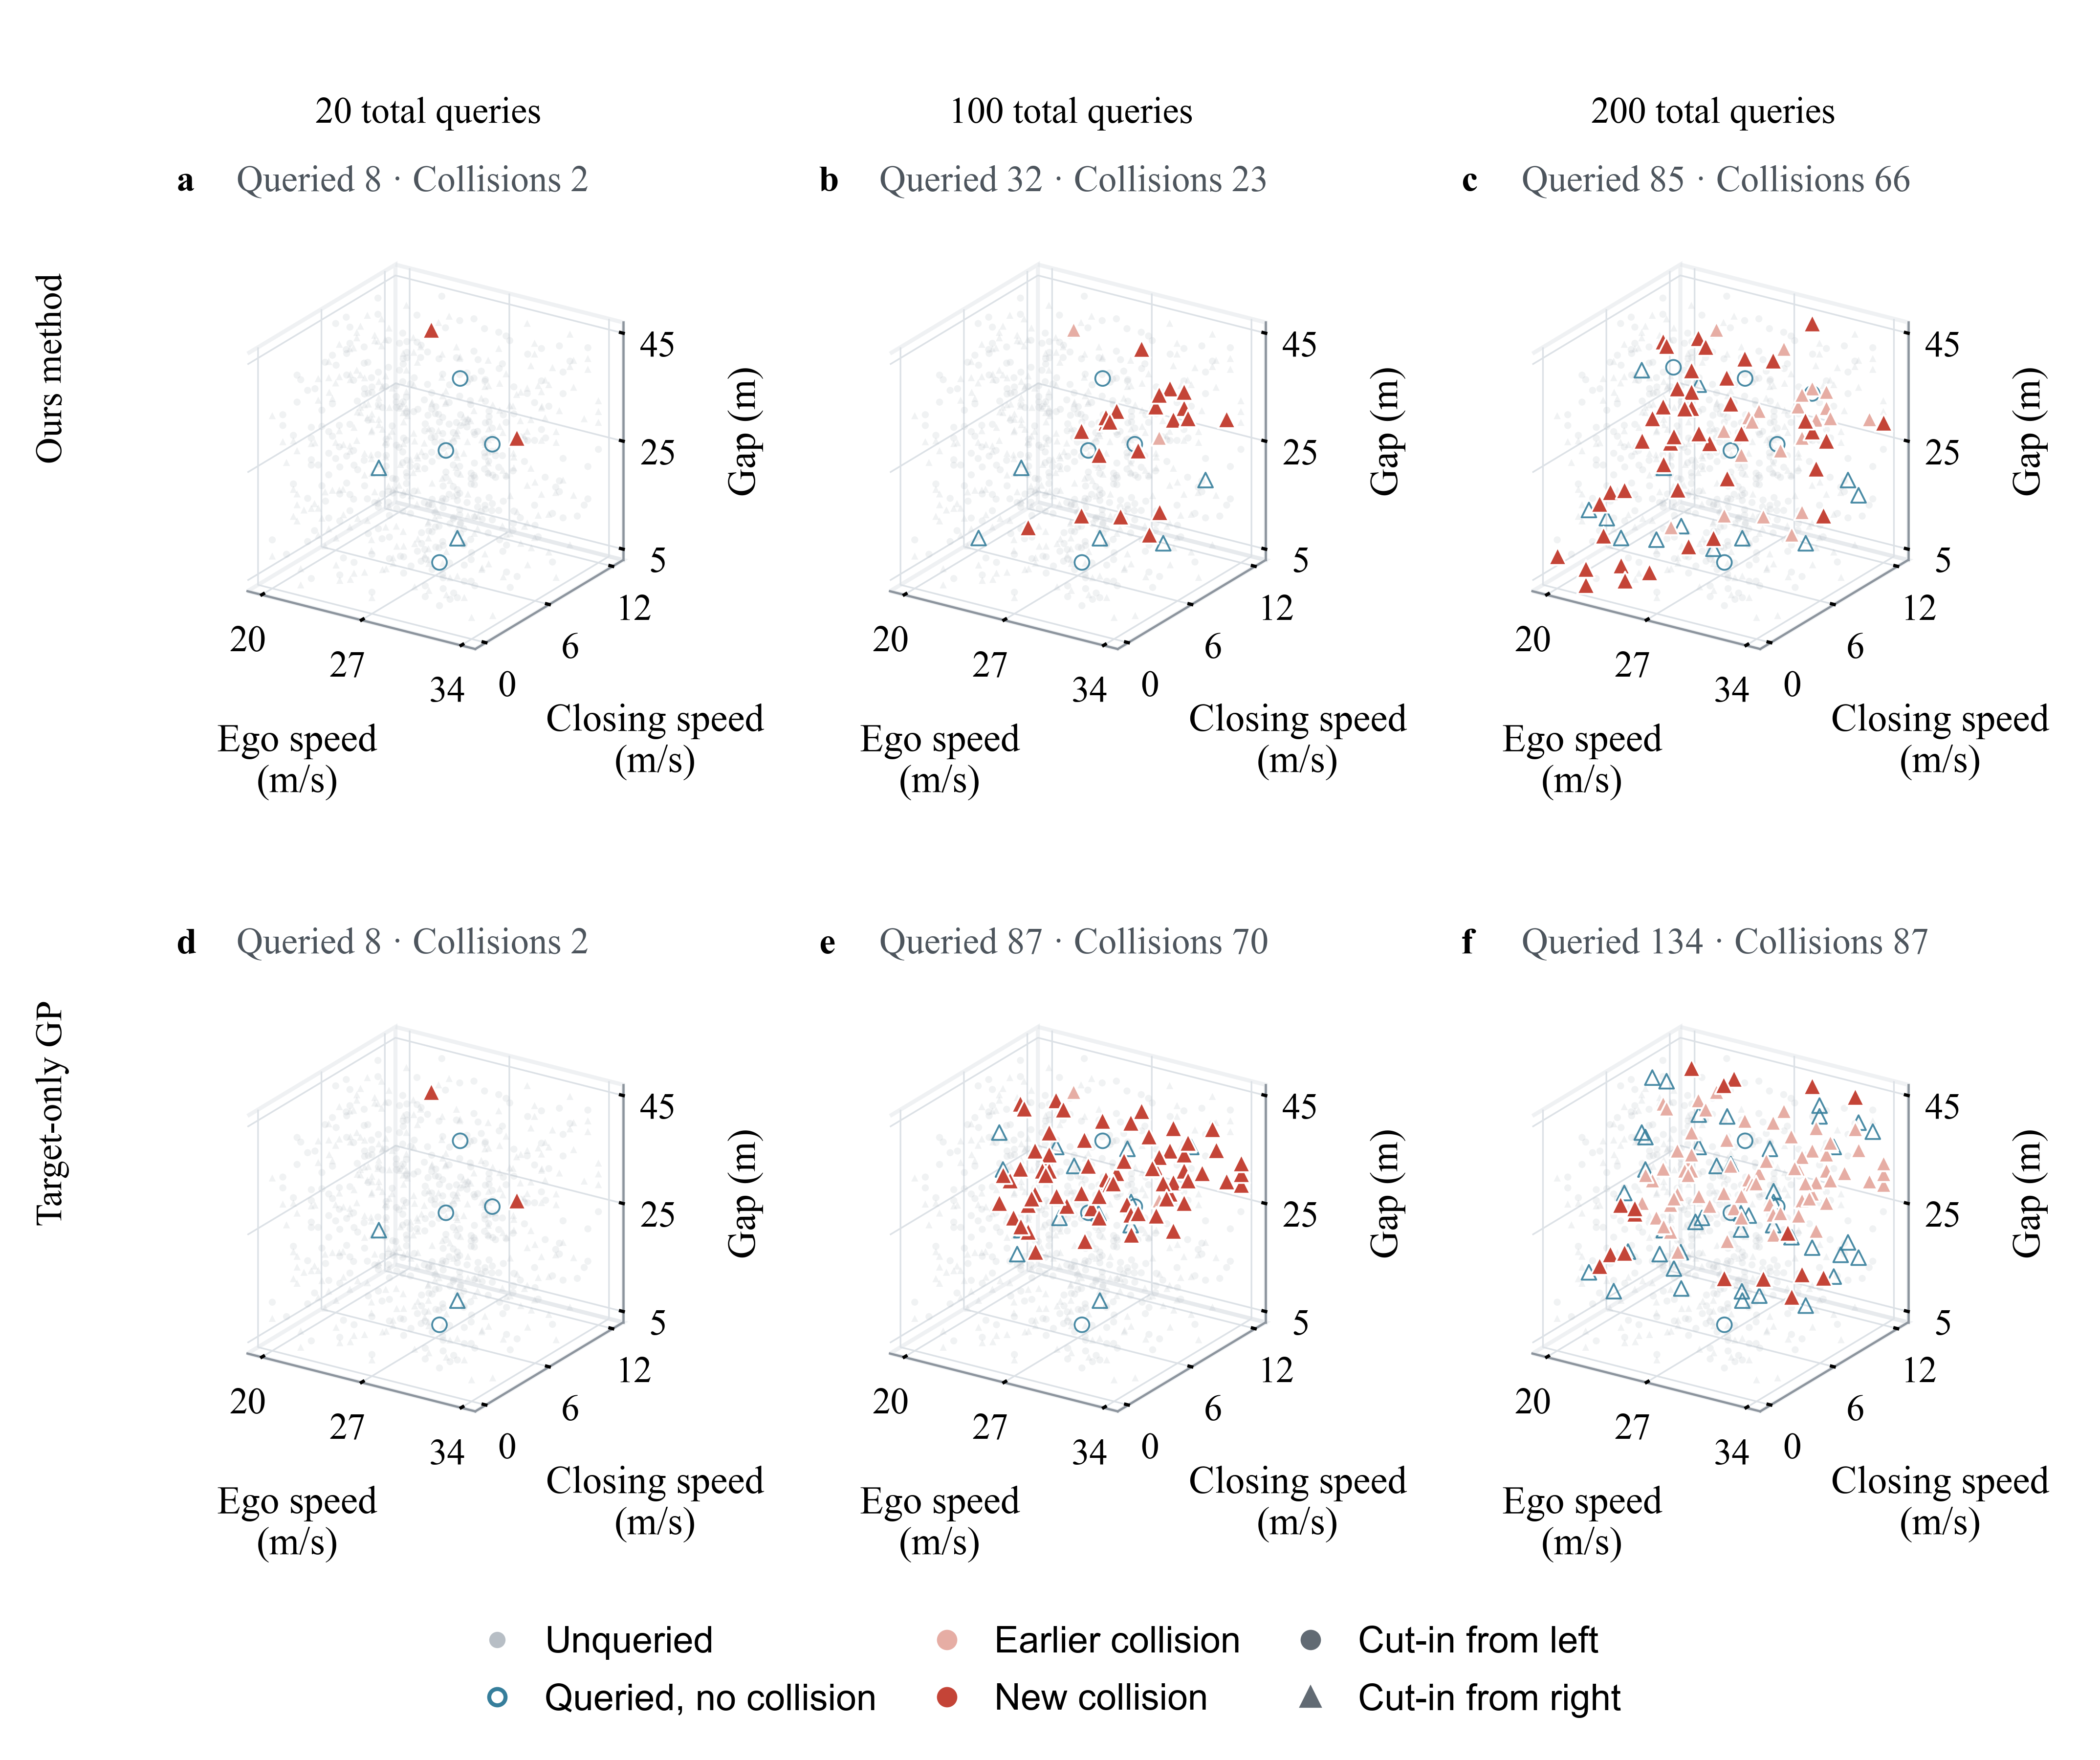 20 total queries
100 total queries
200 total queries
a Queried 8 · Collisions 2
b Queried 32 · Collisions 23
c Queried 85 · Collisions 66
Ours method
45
25
5
Gap (m)
12
6
0
20
27
34
Closing speed
(m/s)
Ego speed
(m/s)
45
25
5
Gap (m)
12
6
0
20
27
34
Closing speed
(m/s)
Ego speed
(m/s)
45
25
5
Gap (m)
12
6
0
20
27
34
Closing speed
(m/s)
Ego speed
(m/s)
d Queried 8 · Collisions 2
e Queried 87 · Collisions 70
f Queried 134 · Collisions 87
Target-only GP
45
25
5
Gap (m)
12
6
0
20
27
34
Closing speed
(m/s)
Ego speed
(m/s)
45
25
5
Gap (m)
12
6
0
20
27
34
Closing speed
(m/s)
Ego speed
(m/s)
45
25
5
Gap (m)
12
6
0
20
27
34
Closing speed
(m/s)
Ego speed
(m/s)
Unqueried
Earlier collision
Cut-in from left
Queried, no collision
New collision
Cut-in from right